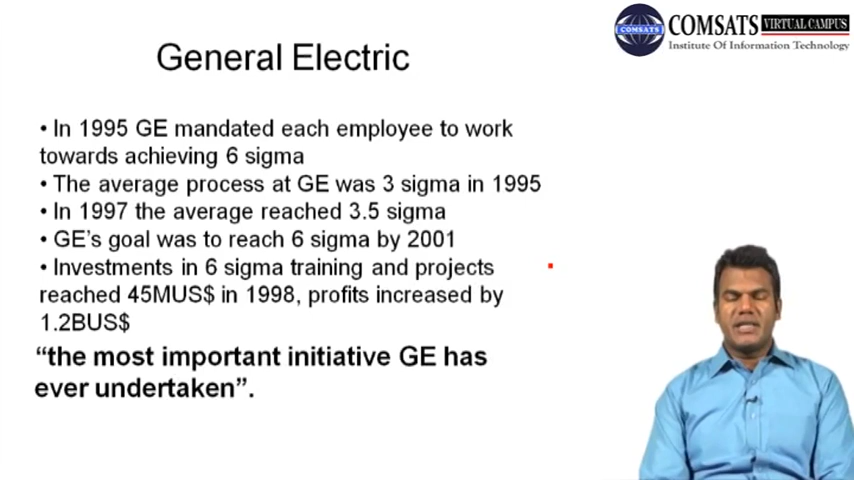 COMSATS VIRTUAL CAMPUS
Institute Of Information Technology
COMSATS
General Electric
• In 1995 GE mandated each employee to work
towards achieving 6 sigma
• The average process at GE was 3 sigma in 1995
• In 1997 the average reached 3.5 sigma
• GE's goal was to reach 6 sigma by 2001
• Investments in 6 sigma training and projects
reached 45MUS$ in 1998, profits increased by
1.2BUS$
“the most important initiative GE has
ever undertaken”.